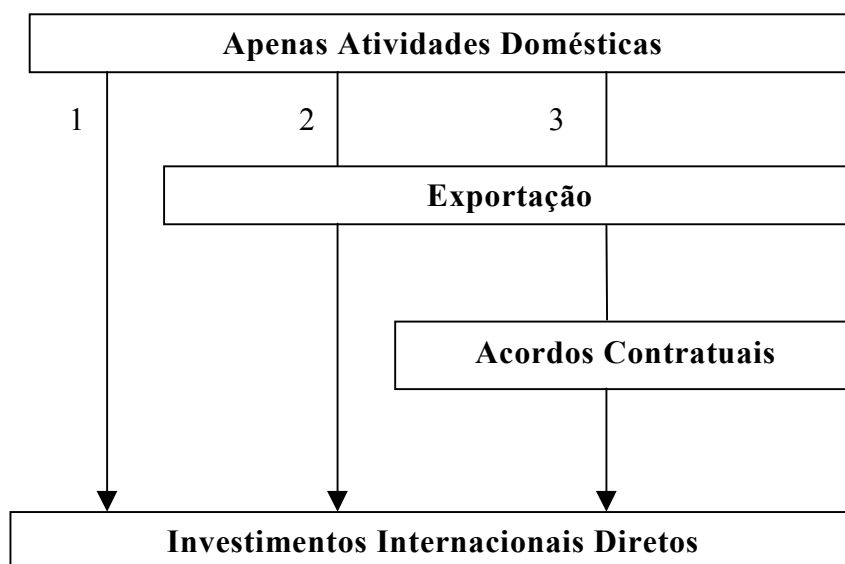 Apenas Atividades Domésticas
1 2 3
Exportação
Acordos Contratuais
Investimentos Internacionais Diretos